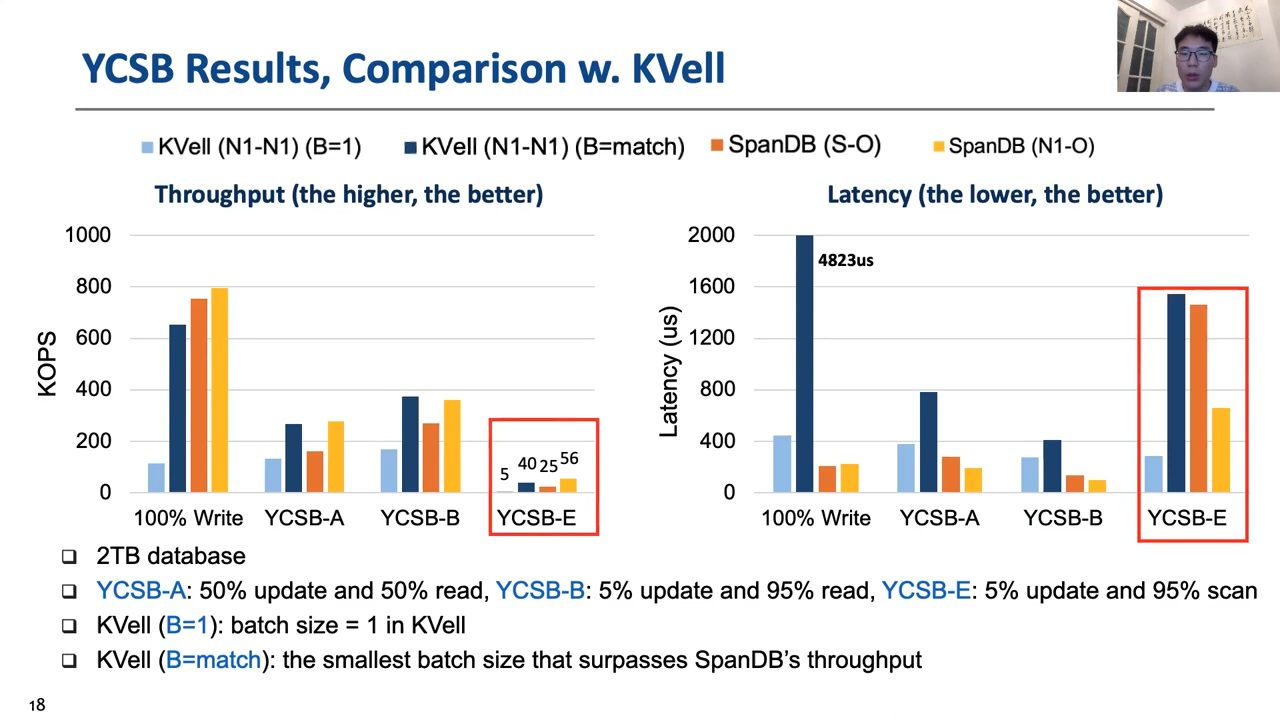 YCSB Results, Comparison w. KVell
KVell (N1-N1) (B=1) KVell (N1-N1) (B=match) SpanDB (S-O) SpanDB (N1-O)
Throughput (the higher, the better)
KOPS
1000
800
600
400
200
0
5 40 25 56
100% Write YCSB-A YCSB-B YCSB-E
Latency (the lower, the better)
Latency (us)
2000
1600
1200
800
400
0
4823us
100% Write YCSB-A YCSB-B YCSB-E
2TB database
YCSB-A: 50% update and 50% read, YCSB-B: 5% update and 95% read, YCSB-E: 5% update and 95% scan
KVell (B=1): batch size = 1 in KVell
KVell (B=match): the smallest batch size that surpasses SpanDB’s throughput
18